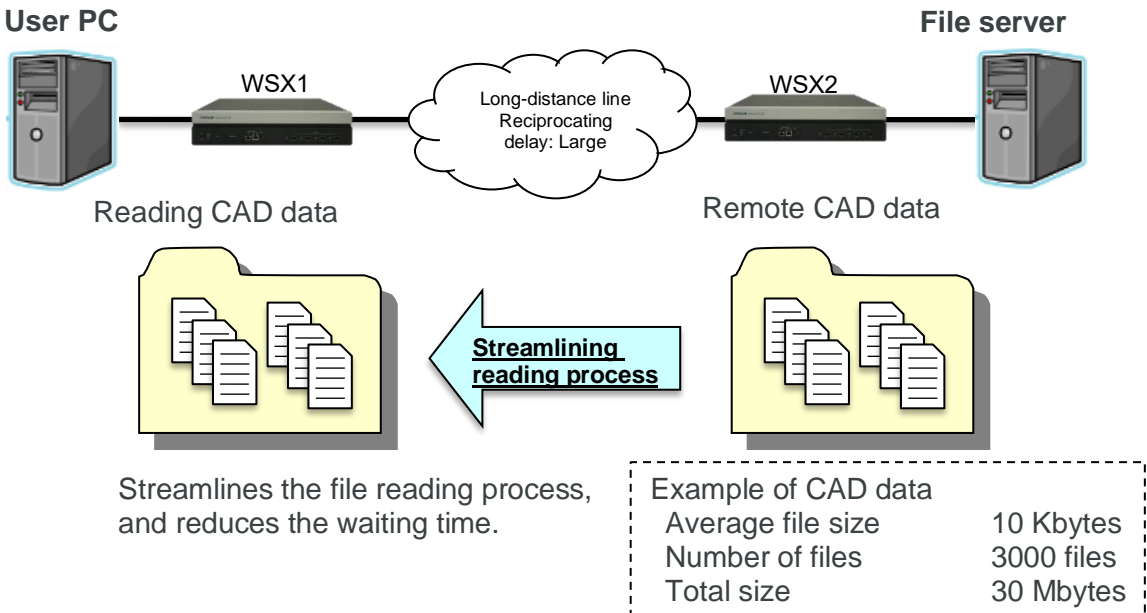 User PC
File server
WSX1
WSX2
Long-distance line
Reciprocating
delay: Large
Reading CAD data
Remote CAD data
Streamlining
reading process
Streamlines the file reading process,
and reduces the waiting time.
Example of CAD data
Average file size 10 Kbytes
Number of files 3000 files
Total size 30 Mbytes